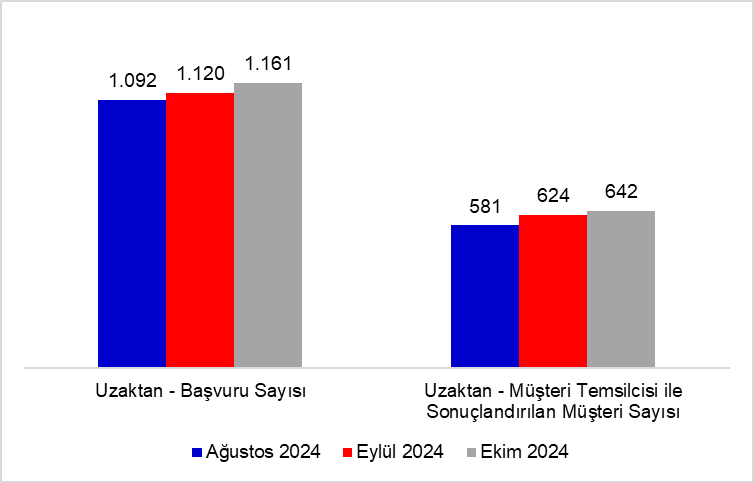 1.092
1.120
1.161
581
624
642
Uzaktan - Başvuru Sayısı
Uzaktan - Müşteri Temsilcisi ile
Sonuçlandırılan Müşteri Sayısı
Ağustos 2024
Eylül 2024
Ekim 2024